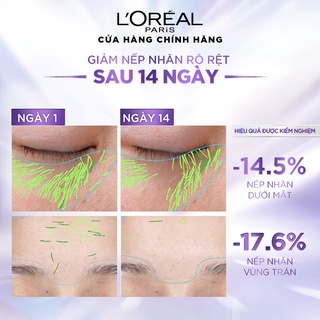 L'ORÉAL
PARIS
CỬA HÀNG CHÍNH HÃNG
GIẢM NẾP NHĂN RÕ RỆT
SAU 14 NGÀY
NGÀY 1
NGÀY 14
HIỆU QUẢ ĐƯỢC KIỂM NGHIỆM
-14.5%
NẾP NHĂN
DƯỚI MẮT
-17.6%
NẾP NHĂN
VÙNG TRÁN